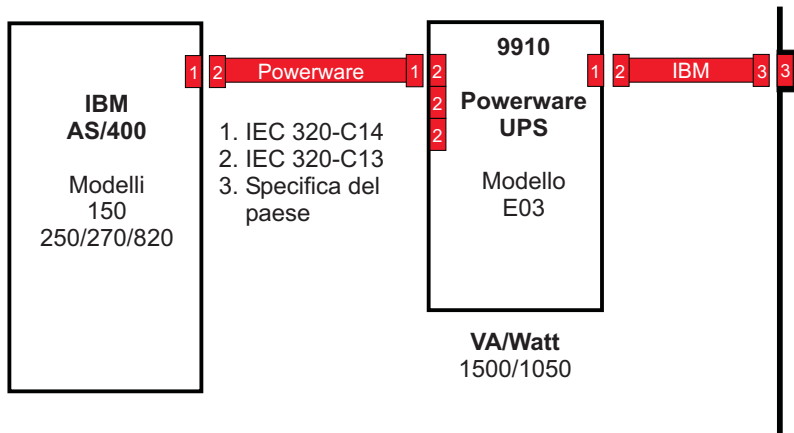 IBM
AS/400
Modelli
150
250/270/820
1 2 Powerware 1 2
2
2
1. IEC 320-C14
2. IEC 320-C13
3. Specifica del
paese
9910
Powerware
UPS
Modello
E03
1 2 IBM 3 3
VA/Watt
1500/1050